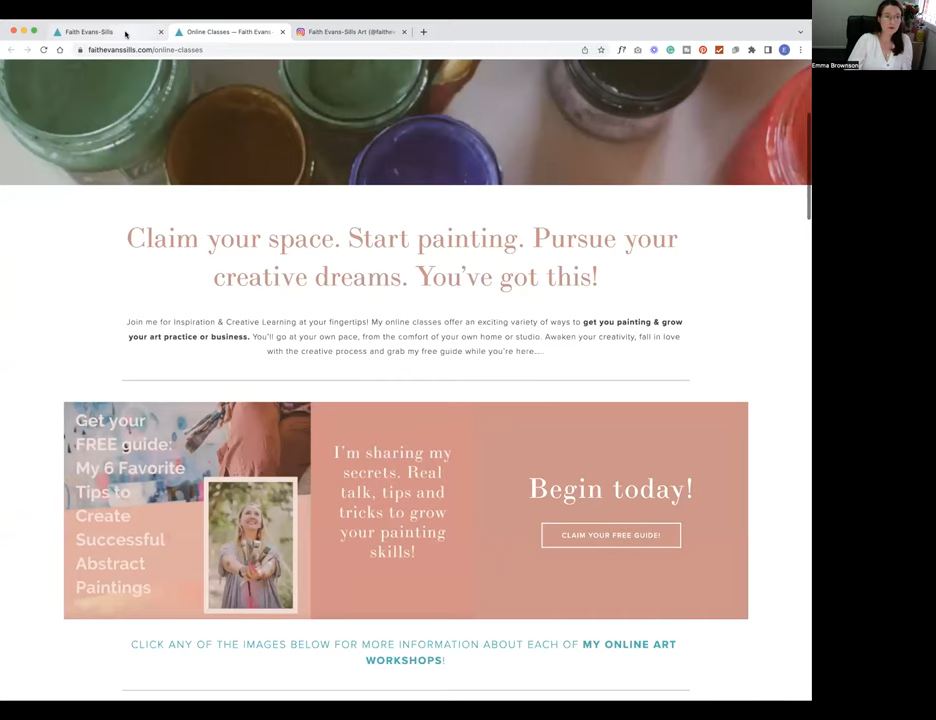 Faith Evans-Sills
Online Classes — Faith Evans-
Faith Evans-Sills Art (@faithev
faithevanssills.com/online-classes
Emma Brownson
Claim your space. Start painting. Pursue your
creative dreams. You've got this!
Join me for Inspiration & Creative Learning at your fingertips! My online classes offer an exciting variety of ways to get you painting & grow
your art practice or business. You'll go at your own pace, from the comfort of your own home or studio. Awaken your creativity, fall in love
with the creative process and grab my free guide while you're here....
Get your
FREE guide:
My 6 Favorite
Tips to
Create
Successful
Abstract
Paintings
I'm sharing my
secrets. Real
talk, tips and
tricks to grow
your painting
skills!
Begin today!
CLAIM YOUR FREE GUIDE!
CLICK ANY OF THE IMAGES BELOW FOR MORE INFORMATION ABOUT EACH OF MY ONLINE ART
WORKSHOPS!